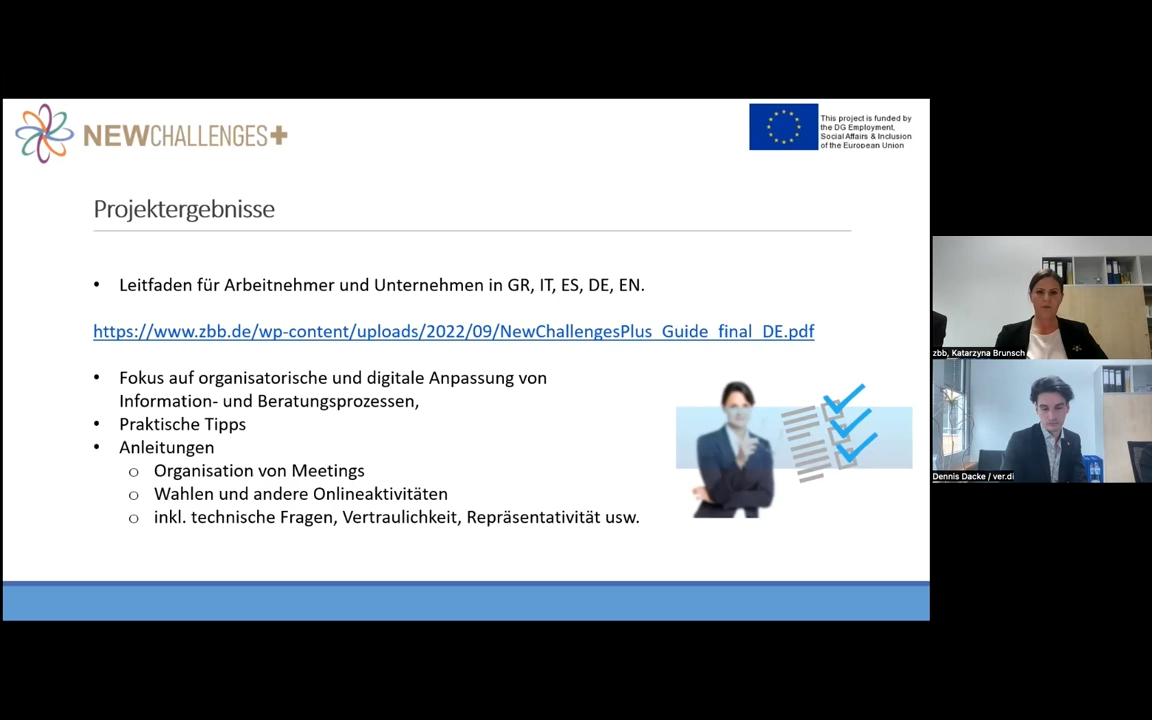 NEWCHALLENGES+
This project is funded by
the DG Employment,
Social Affairs & Inclusion
of the European Union
Projektergebnisse
• Leitfaden für Arbeitnehmer und Unternehmen in GR, IT, ES, DE, EN.
https://www.zbb.de/wp-content/uploads/2022/09/NewChallengesPlus_Guide_final_DE.pdf
• Fokus auf organisatorische und digitale Anpassung von
Information- und Beratungsprozessen,
• Praktische Tipps
• Anleitungen
o Organisation von Meetings
o Wahlen und andere Onlineaktivitäten
o inkl. technische Fragen, Vertraulichkeit, Repräsentativität usw.
zbb, Katarzyna Brunsch
Dennis Dacke / ver.di